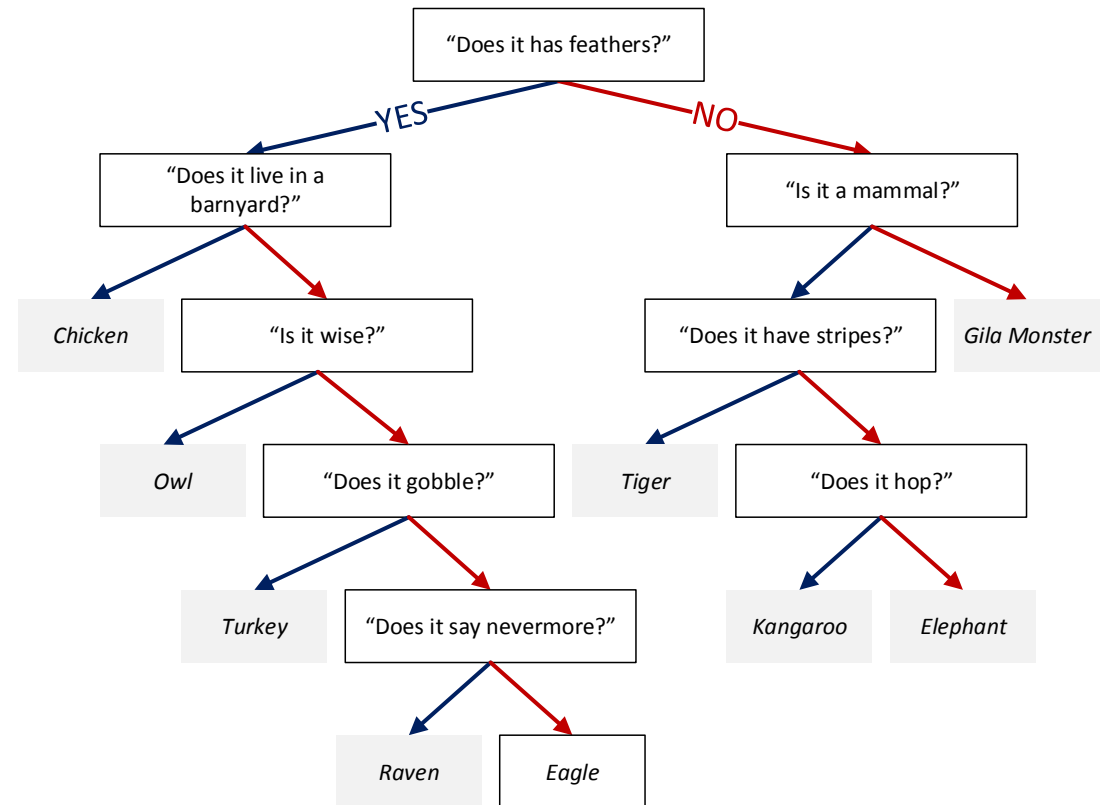 “Does it has feathers?”
YES
NO
“Does it live in a
barnyard?”
“Is it a mammal?”
Chicken
“Is it wise?”
“Does it have stripes?”
Gila Monster
Owl
“Does it gobble?”
Tiger
“Does it hop?”
Turkey
“Does it say nevermore?”
Kangaroo
Elephant
Raven
Eagle